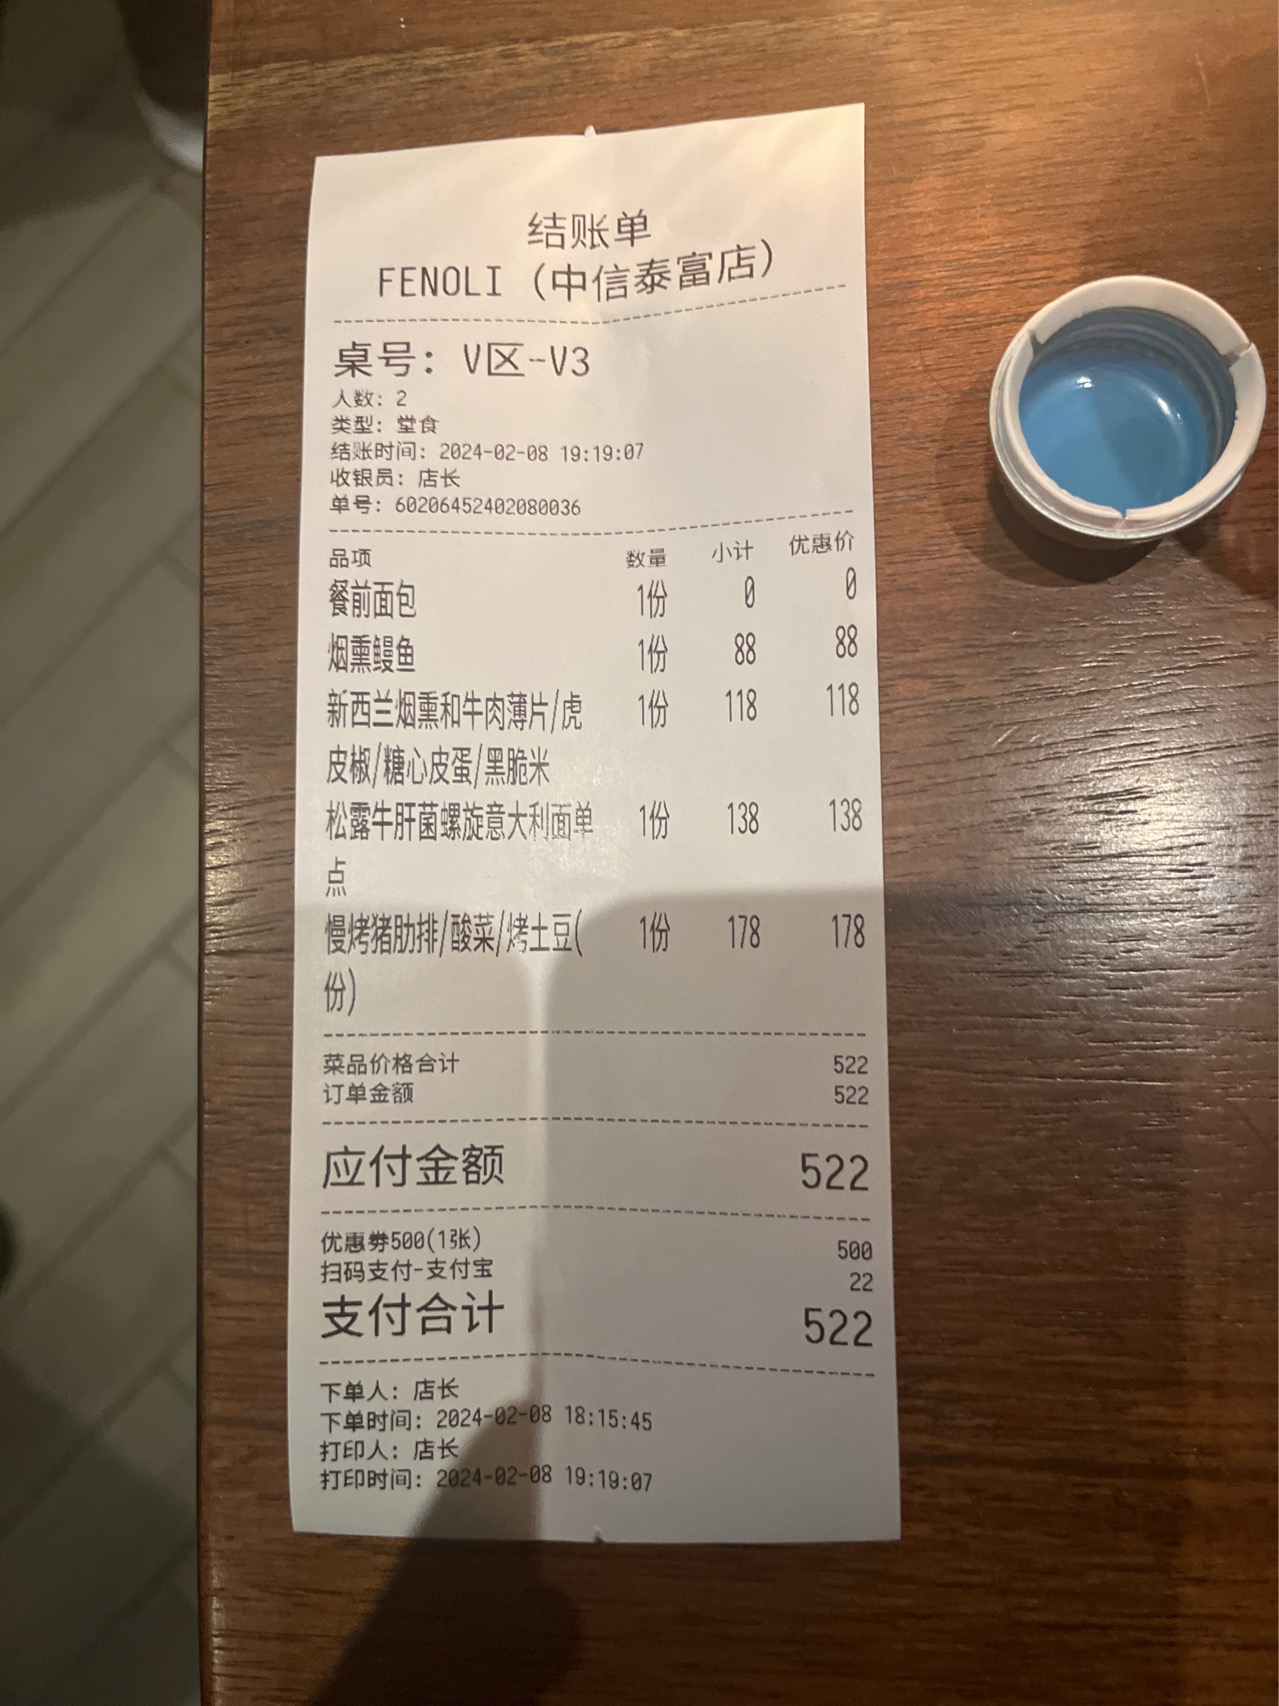 结账单
FENOLI (中信泰富店)
桌号: V区-V3
人数: 2
类型: 堂食
结账时间: 2024-02-08 19:19:07
收银员: 店长
单号: 60206452402080036
品项 数量 小计 优惠价
餐前面包 1份 0 0
烟熏鳗鱼 1份 88 88
新西兰烟熏和牛肉薄片/虎 1份 118 118
皮椒/糖心皮蛋/黑脆米
松露牛肝菌螺旋意大利面单 1份 138 138
点
慢烤猪肋排/酸菜/烤土豆( 1份 178 178
份)
菜品价格合计 522
订单金额 522
应付金额 522
优惠券500(1张) 500
扫码支付-支付宝 22
支付合计 522
下单人: 店长
下单时间: 2024-02-08 18:15:45
打印人: 店长
打印时间: 2024-02-08 19:19:07